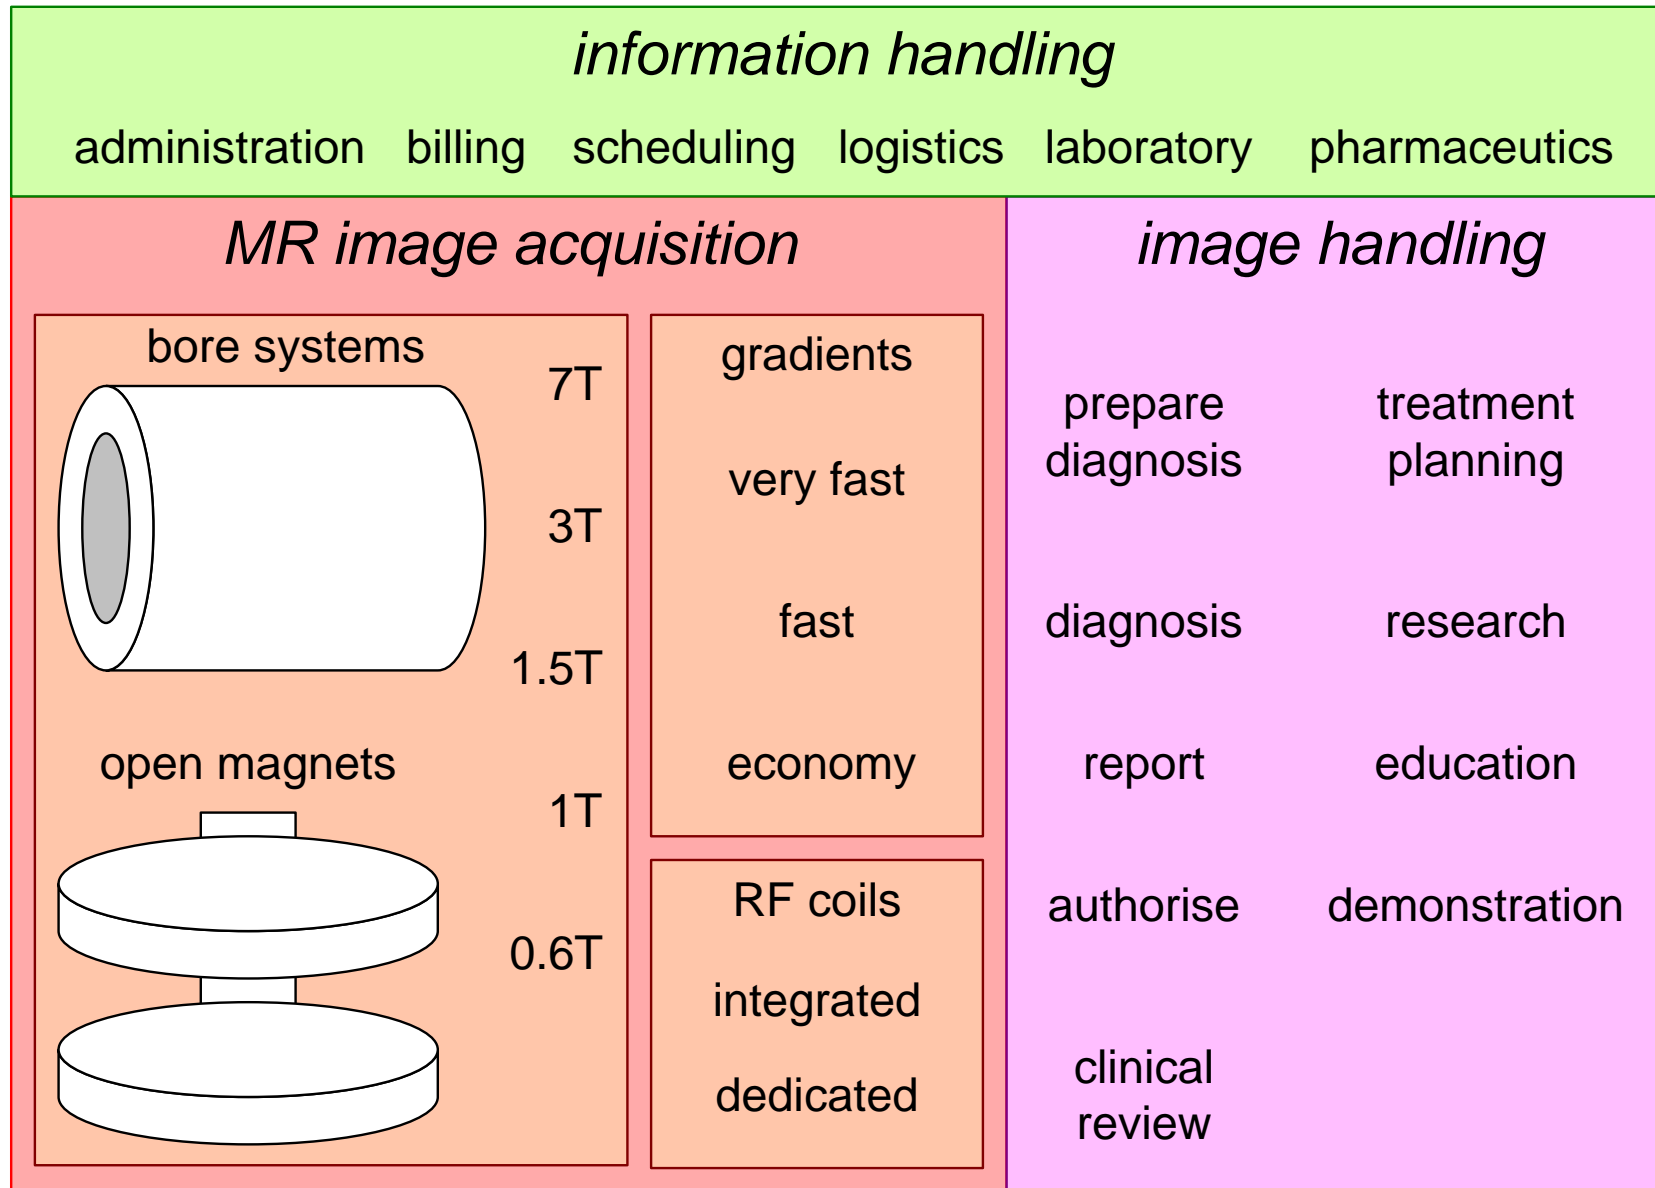 information handling
administration billing scheduling logistics laboratory pharmaceutics
MR image acquisition
bore systems
7T
3T
1.5T
open magnets
1T
0.6T
gradients
very fast
fast
economy
RF coils
integrated
dedicated
image handling
prepare
diagnosis
treatment
planning
diagnosis
research
report
education
authorise
demonstration
clinical
review